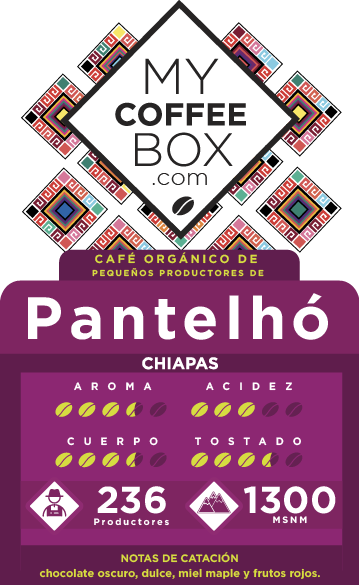 MY
COFFEE
BOX
.com
CAFÉ ORGÁNICO DE
PEQUEÑOS PRODUCTORES DE
Pantelhó
CHIAPAS
AROMA ACIDEZ
CUERPO TOSTADO
236 1300
Productores MSNM
NOTAS DE CATACIÓN
chocolate oscuro, dulce, miel maple y frutos rojos.